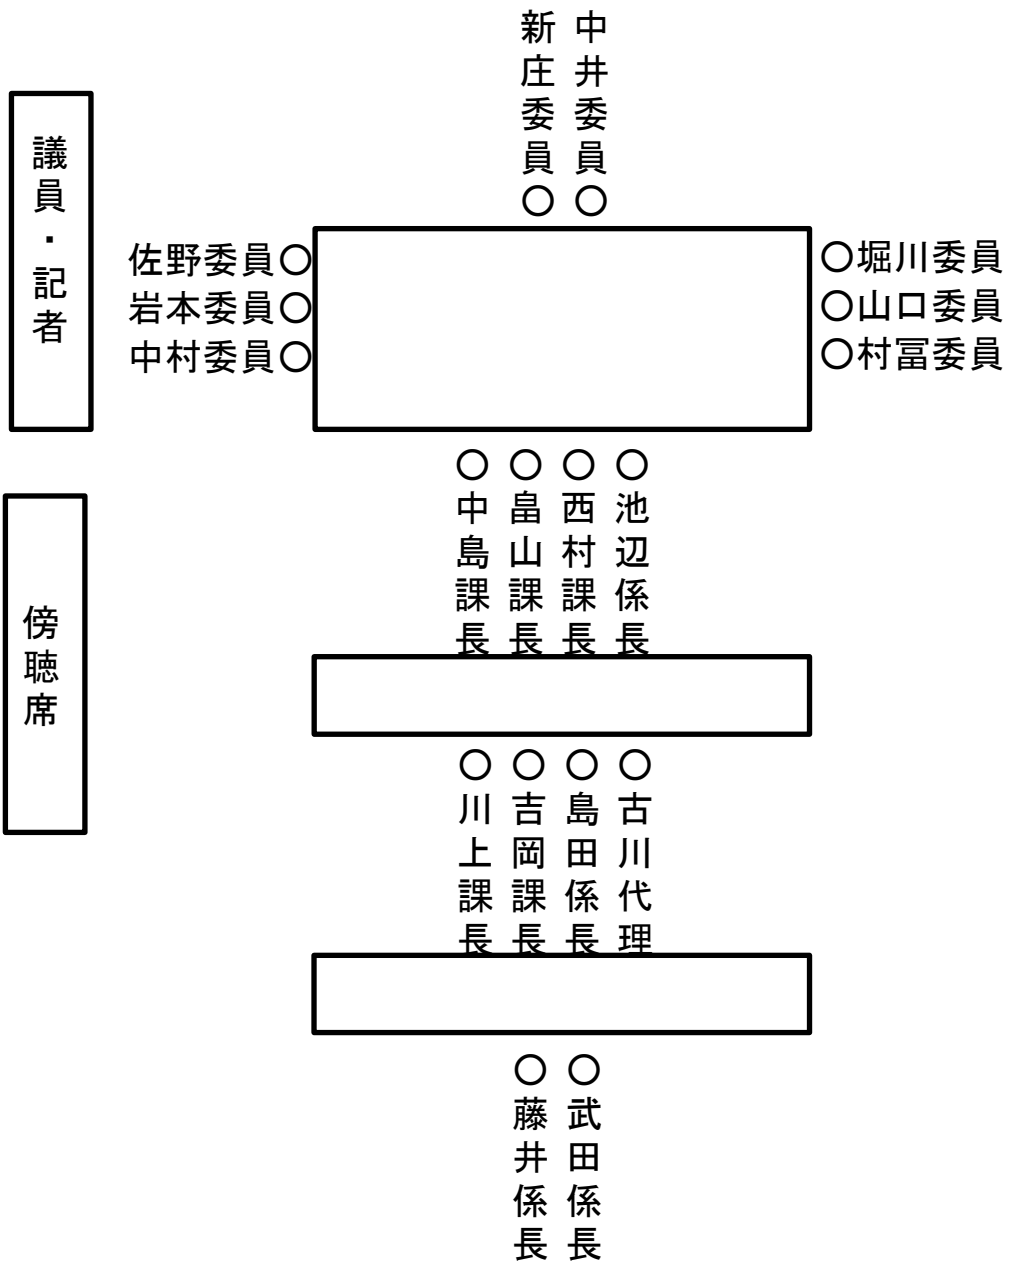 新庄委員○
中井委員○
議員・記者
佐野委員○
岩本委員○
中村委員○
○堀川委員
○山口委員
○村冨委員
○中島課長
○畠山課長
○西村課長
○池辺係長
傍聴席
○川上課長
○吉岡課長
○島田係長
○古川代理
○藤井係長
○武田係長